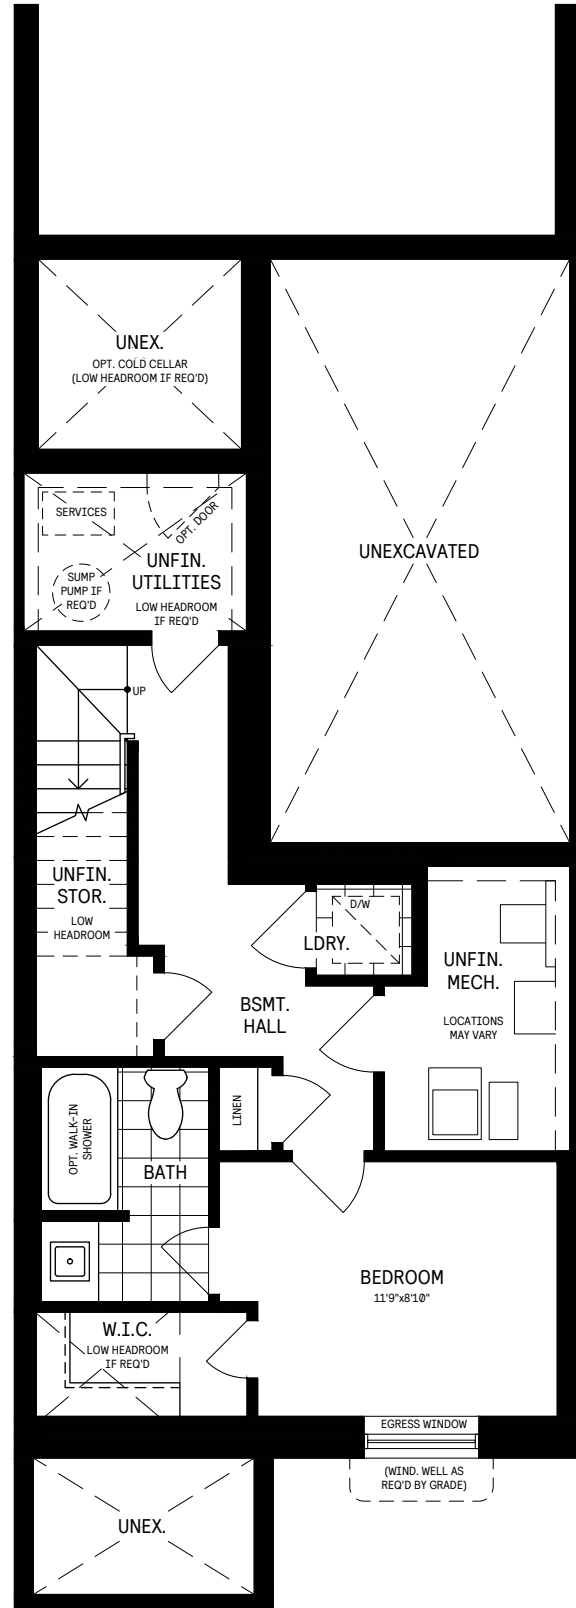 UNEX.
OPT. COLD CELLAR
(LOW HEADROOM IF REQ'D)
SERVICES
OPT. DOOR
UNFIN.
UTILITIES
LOW HEADROOM
IF REQ'D
SUMP
PUMP IF
REQ'D
UNEXCAVATED
UP
UNFIN.
STOR.
LOW
HEADROOM
D/W
LDRY.
UNFIN.
MECH.
LOCATIONS
MAY VARY
BSMT.
HALL
LINEN
OPT. WALK-IN
SHOWER
BATH
BEDROOM
11'9"x8'10"
W.I.C.
LOW HEADROOM
IF REQ'D
EGRESS WINDOW
(WIND. WELL AS
REQ'D BY GRADE)
UNEX.